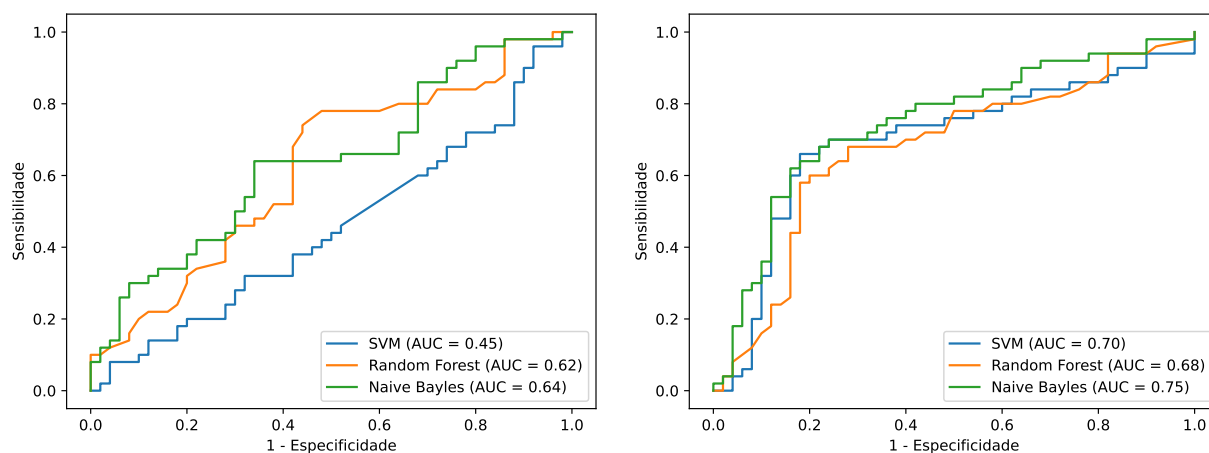 1.0
0.8
0.6
0.4
0.2
0.0
Sensibilidade
SVM (AUC = 0.45)
Random Forest (AUC = 0.62)
Naive Bayles (AUC = 0.64)
0.0 0.2 0.4 0.6 0.8 1.0
1 - Especificidade
1.0
0.8
0.6
0.4
0.2
0.0
Sensibilidade
SVM (AUC = 0.70)
Random Forest (AUC = 0.68)
Naive Bayles (AUC = 0.75)
0.0 0.2 0.4 0.6 0.8 1.0
1 - Especificidade